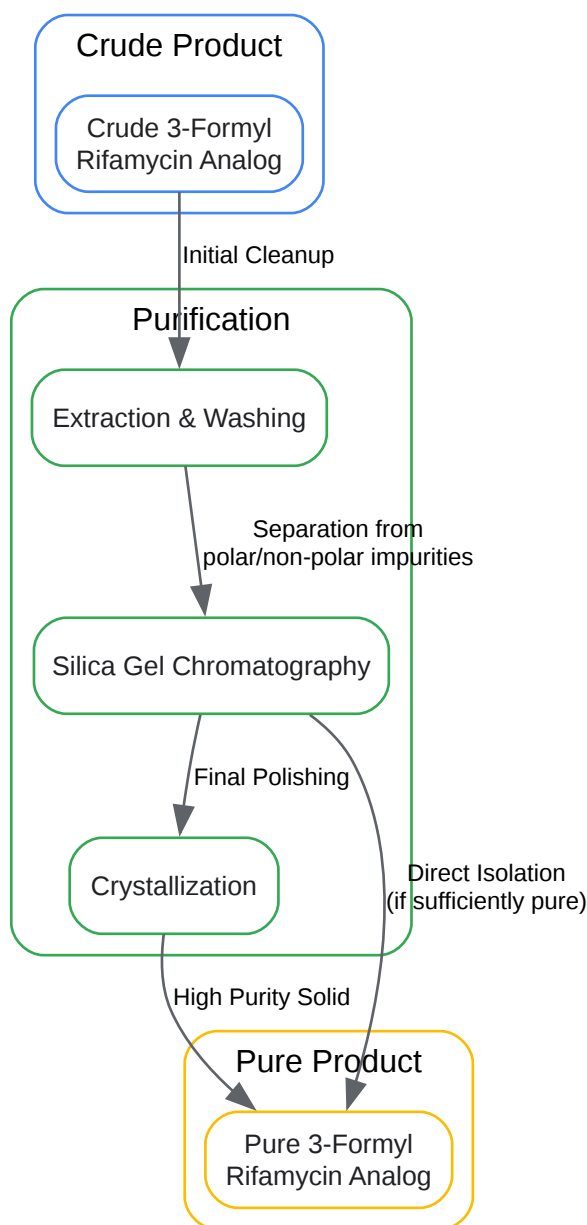 Crude Product
Crude 3-Formyl
Rifamycin Analog
Initial Cleanup
Purification
Extraction & Washing
Separation from
polar/non-polar impurities
Silica Gel Chromatography
Final Polishing
Direct Isolation
(if sufficiently pure)
Crystallization
High Purity Solid
Pure Product
Pure 3-Formyl
Rifamycin Analog